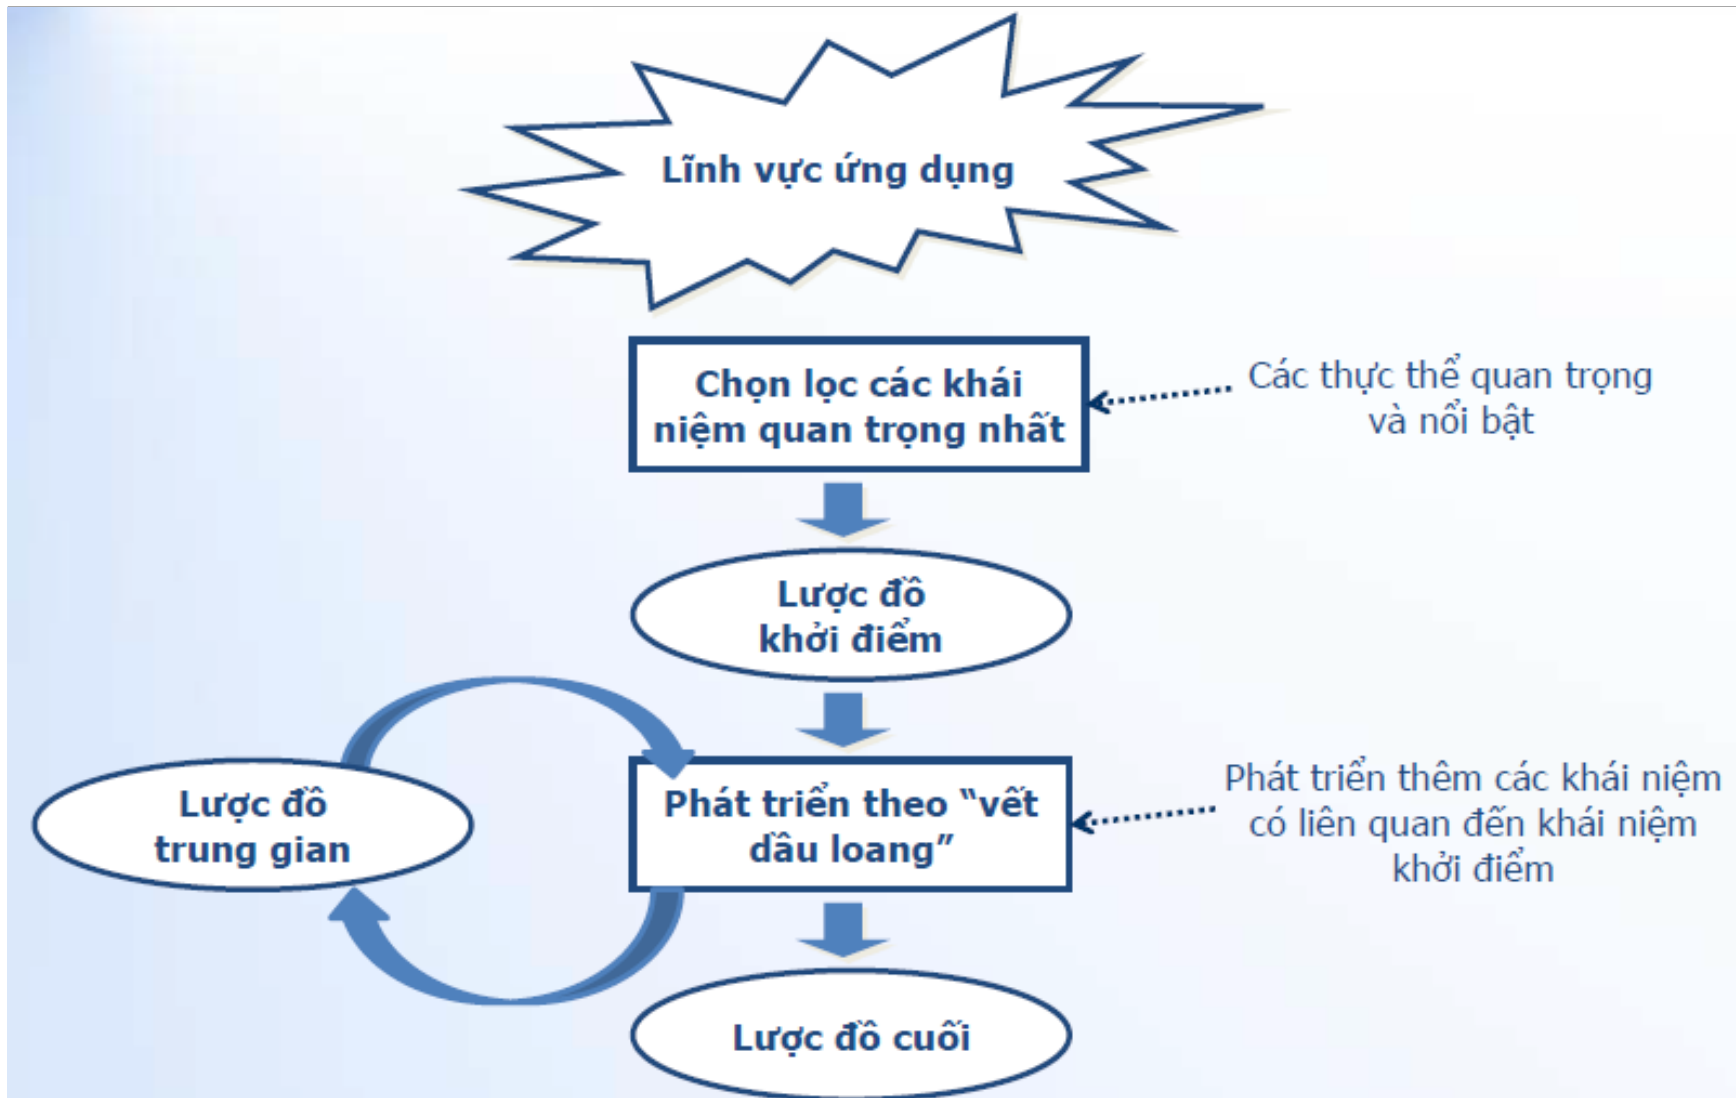 Lĩnh vực ứng dụng
Chọn lọc các khái
niệm quan trọng nhất
Các thực thể quan trọng
và nổi bật
Lược đồ
khởi điểm
Lược đồ
trung gian
Phát triển theo “vết
dầu loang”
Phát triển thêm các khái niệm
có liên quan đến khái niệm
khởi điểm
Lược đồ cuối